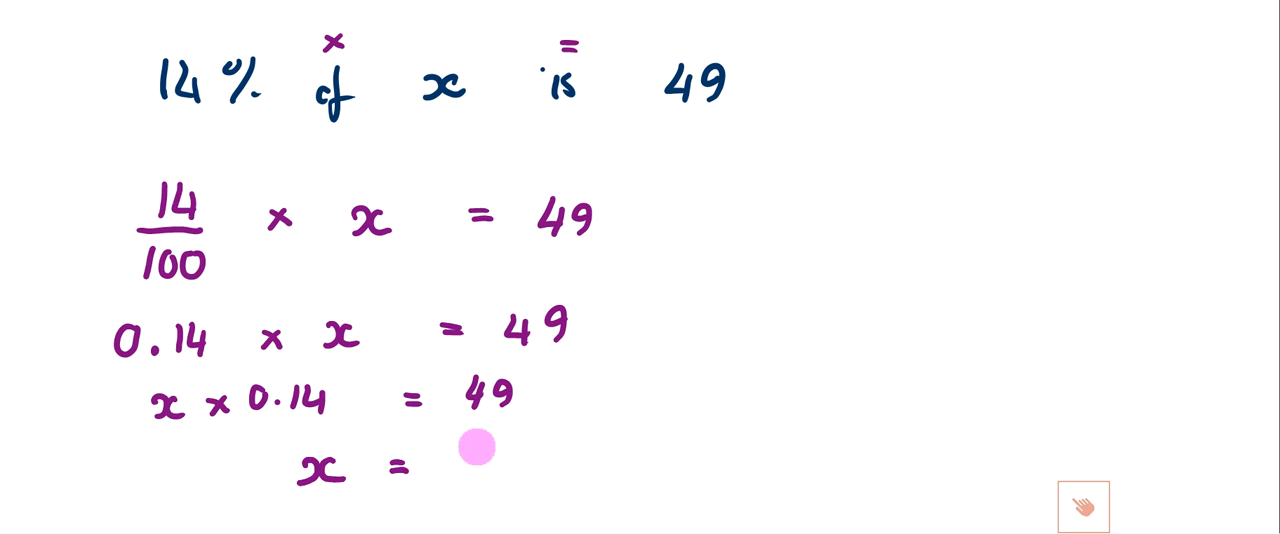 × =
14% of x is 49
14/100 × x = 49
0.14 × x = 49
x × 0.14 = 49
x =